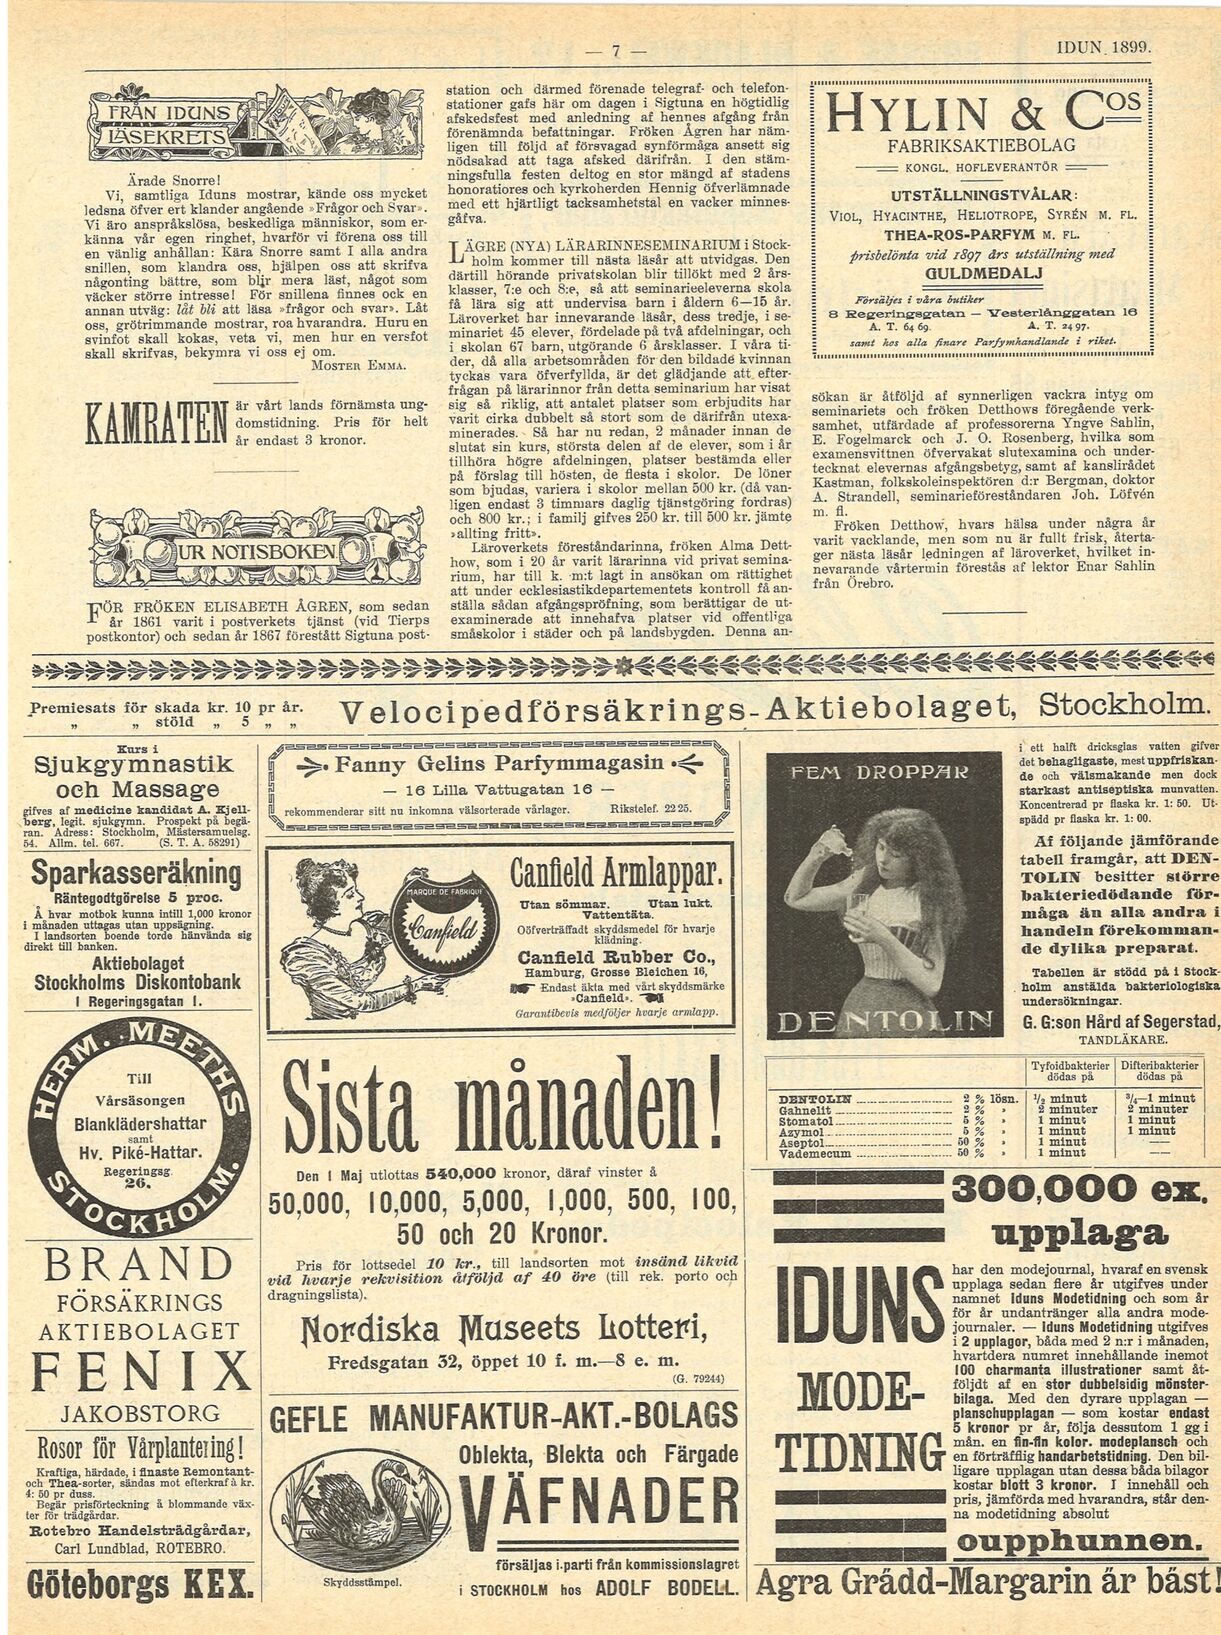 — 7 —
IDUN 1899.
FRÅN IDUNS
LÄSEKRETS
Ärade Snorre!
Vi, samtliga Iduns mostrar, kände oss mycket
ledsna öfver ert klander angående »Frågor och Svar».
Vi äro anspråkslösa, beskedliga människor, som er-
känna vår egen ringhet, hvarför vi förena oss till
en vänlig anhållan: Kära Snorre samt I alla andra
snillen, som klandra oss, hjälpen oss att skrifva
någonting bättre, som blir mera läst, något som
väcker större intresse! För snillena finnes ock en
annan utväg: låt bli att läsa »frågor och svar». Låt
oss, grötrimmande mostrar, roa hvarandra. Huru en
svinfot skall kokas, veta vi, men hur en versfot
skall skrifvas, bekymra vi oss ej om.
MOSTER EMMA.
KAMRATEN är vårt lands förnämsta ung-
domstidning. Pris för helt
år endast 3 kronor.
UR NOTISBOKEN
FÖR FRÖKEN ELISABETH ÅGREN, som sedan
år 1861 varit i postverkets tjänst (vid Tierps
postkontor) och sedan år 1867 förestått Sigtuna post-
station och därmed förenade telegraf- och telefon-
stationer gafs här om dagen i Sigtuna en högtidlig
afskedsfest med anledning af hennes afgång från
förenämnda befattningar. Fröken Ågren har näm-
ligen till följd af försvagad synförmåga ansett sig
nödsakad att taga afsked därifrån. I den stäm-
ningsfulla festen deltog en stor mängd af stadens
honoratiores och kyrkoherden Hennig öfverlämnade
med ett hjärtligt tacksamhetstal en vacker minnes-
gåfva.
LÄGRE (NYA) LÄRARINNESEMINARIUM i Stock-
holm kommer till nästa läsår att utvidgas. Den
därtill hörande privatskolan blir tillökt med 2 års-
klasser, 7:e och 8:e, så att seminarieeleverna skola
få lära sig att undervisa barn i åldern 6—15 år.
Läroverket har innevarande läsår, dess tredje, i se-
minariet 45 elever, fördelade på två afdelningar, och
i skolan 67 barn, utgörande 6 årsklasser. I våra ti-
der, då alla arbetsområden för den bildade kvinnan
tyckas vara öfverfyllda, är det glädjande att efter-
frågan på lärarinnor från detta seminarium har visat
sig så riklig, att antalet platser som erbjudits har
varit cirka dubbelt så stort som de därifrån utexa-
minerades. Så har nu redan, 2 månader innan de
slutat sin kurs, största delen af de elever, som i år
tillhöra högre afdelningen, platser bestämda eller
på förslag till hösten, de flesta i skolor. De löner
som bjudas, variera i skolor mellan 500 kr. (då van-
ligen endast 3 timmars daglig tjänstgöring fordras)
och 800 kr.; i familj gifves 250 kr. till 500 kr. jämte
»allting fritt».
Läroverkets föreståndarinna, fröken Alma Dett-
how, som i 20 år varit lärarinna vid privat semina-
rium, har till k. m:t lagt in ansökan om rättighet
att under ecklesiastikdepartementets kontroll få an-
ställa sådan afgångspröfning, som berättigar de ut-
examinerade att innehafva platser vid offentliga
småskolor i städer och på landsbygden. Denna an-
HYLIN & COS
FABRIKSAKTIEBOLAG
KONGL. HOFLEVERANTÖR
UTSTÄLLNINGSTVÅLAR:
VIOL, HYACINTHE, HELIOTROPE, SYRÉN M. FL.
THEA-ROS-PARFYM M. FL.
prisbelönta vid 1897 års utställning med
GULDMEDALJ
Försäljes i våra butiker
8 Regeringsgatan — Vesterlånggatan 16
A. T. 64 69. A. T. 24 97.
samt hos alla finare Parfymhandlande i riket.
sökan är åtföljd af synnerligen vackra intyg om
seminariets och fröken Detthows föregående verk-
samhet, utfärdade af professorerna Yngve Sahlin,
E. Fogelmarck och J. O. Rosenberg, hvilka som
examensvittnen öfvervakat slutexamina och under-
tecknat elevernas afgångsbetyg, samt af kanslirådet
Kastman, folkskoleinspektören d:r Bergman, doktor
A. Strandell, seminarieföreståndaren Joh. Löfvén
m. fl.
Fröken Detthow, hvars hälsa under några år
varit vacklande, men som nu är fullt frisk, återta-
ger nästa läsår ledningen af läroverket, hvilket in-
nevarande vårtermin förestås af lektor Enar Sahlin
från Örebro.
Premiesats för skada kr. 10 pr år.
„ „ stöld „ 5 „ „
Velocipedförsäkrings-Aktiebolaget, Stockholm.
Kurs i
Sjukgymnastik
och Massage
gifves af medicine kandidat A. Kjell-
berg, legit. sjukgymn. Prospekt på begä-
ran. Adress: Stockholm, Mästersamuelsg.
54. Allm. tel. 667. (S. T. A. 58291)
Sparkasseräkning
Räntegodtgörelse 5 proc.
Å hvar motbok kunna intill 1,000 kronor
i månaden uttagas utan uppsägning.
I landsorten boende torde hänvända sig
direkt till banken.
Aktiebolaget
Stockholms Diskontobank
1 Regeringsgatan 1.
HERM. MEETHS
STOCKHOLM.
Till
Vårsäsongen
Blanklädershattar
samt
Hv. Piké-Hattar.
Regeringsg.
26.
BRAND
FÖRSÄKRINGS
AKTIEBOLAGET
FENIX
JAKOBSTORG
Rosor för Vårplantering!
Kraftiga, härdade, i finaste Remontant-
och Thea-sorter, sändas mot efterkraf à kr.
4: 50 pr duss.
Begär prisförteckning å blommande väx-
ter för trädgårdar.
Rotebro Handelsträdgårdar,
Carl Lundblad, ROTEBRO.
Göteborgs KEX.
Fanny Gelins Parfymmagasin
— 16 Lilla Vattugatan 16 —
rekommenderar sitt nu inkomna välsorterade vårlager. Rikstelef. 22 25.
MARQUE DE FABRIQUE
Canfield
Canfield Armlappar.
Utan sömmar. Utan lukt.
Vattentäta.
Oöfverträffadt skyddsmedel för hvarje
klädning.
Canfield Rubber Co.,
Hamburg, Grosse Bleichen 16,
Endast äkta med vårt skyddsmärke
»Canfield».
Garantibevis medföljer hvarje armlapp.
Sista månaden!
Den 1 Maj utlottas 540,000 kronor, däraf vinster å
50,000, 10,000, 5,000, 1,000, 500, 100,
50 och 20 Kronor.
Pris för lottsedel 10 kr., till landsorten mot insänd likvid
vid hvarje rekvisition åtföljd af 40 öre (till rek. porto och
dragningslista).
Nordiska Museets Lotteri,
Fredsgatan 32, öppet 10 f. m.—8 e. m.
(G. 79244)
GEFLE MANUFAKTUR-AKT.-BOLAGS
Oblekta, Blekta och Färgade
VÄFNADER
Skyddsstämpel.
försäljas i parti från kommissionslagret
i STOCKHOLM hos ADOLF BODELL.
FEM DROPPAR
DENTOLIN
i ett halft dricksglas vatten gifver
det behagligaste, mest uppfriskan-
de och välsmakande men dock
starkast antiseptiska munvatten.
Koncentrerad pr flaska kr. 1: 50. Ut-
spädd pr flaska kr. 1: 00.
Af följande jämförande
tabell framgår, att DEN-
TOLIN besitter större
bakteriedödande för-
måga än alla andra i
handeln förekomman-
de dylika preparat.
Tabellen är stödd på i Stock-
holm anstälda bakteriologiska
undersökningar.
G. G:son Hård af Segerstad,
TANDLÄKARE.
Tyfoidbakterier dödas på Difteribakterier dödas på
DENTOLIN 2 % lösn. 1/2 minut 3/4—1 minut
Gahnelit 2 % » 2 minuter 2 minuter
Stomatol 5 % » 1 minut 1 minut
Azymol 5 % » 1 minut 1 minut
Aseptol 50 % » 1 minut —
Vademecum 50 % » 1 minut —
300,000 ex.
upplaga
IDUNS
MODE-
TIDNING
har den modejournal, hvaraf en svensk
upplaga sedan flere år utgifves under
namnet Iduns Modetidning och som år
för år undantränger alla andra mode-
journaler. — Iduns Modetidning utgifves
i 2 upplagor, båda med 2 n:r i månaden,
hvartdera numret innehållande inemot
100 charmanta illustrationer samt åt-
följdt af en stor dubbelsidig mönster-
bilaga. Med den dyrare upplagan —
planschupplagan — som kostar endast
5 kronor pr år, följa dessutom 1 gg i
mån. en fin-fin kolor. modeplansch och
en förträfflig handarbetstidning. Den bil-
ligare upplagan utan dessa båda bilagor
kostar blott 3 kronor. I innehåll och
pris, jämförda med hvarandra, står den-
na modetidning absolut
oupphunnen.
Agra Grädd-Margarin är bäst!